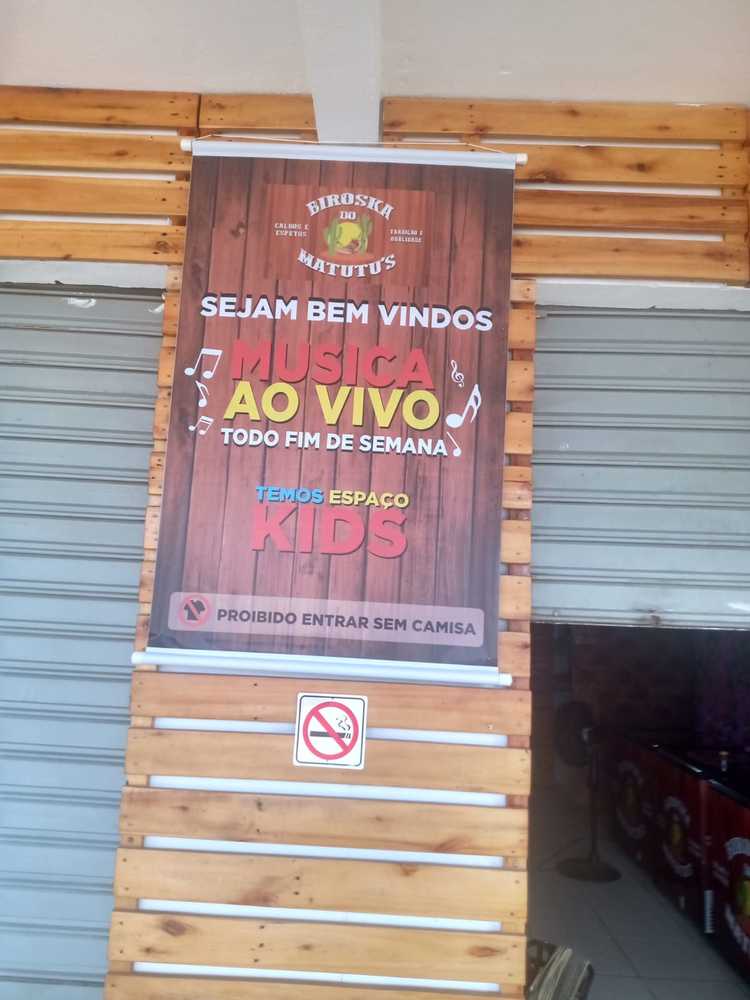 BIROSKA
DO
CALDOS E
ESPETOS
TRADIÇÃO E
QUALIDADE
MATUTU'S
SEJAM BEM VINDOS
MUSICA
AO VIVO
TODO FIM DE SEMANA
TEMOS ESPAÇO
KIDS
PROIBIDO ENTRAR SEM CAMISA
BIROSKA